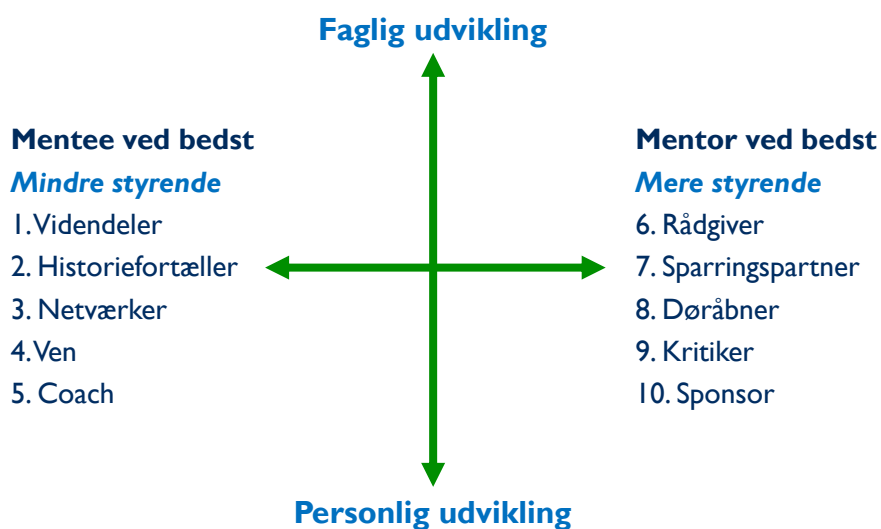 Faglig udvikling
Mentee ved bedst
Mindre styrende
1. Videndeler
2. Historiefortæller
3. Netværker
4. Ven
5. Coach
Mentor ved bedst
Mere styrende
6. Rådgiver
7. Sparringspartner
8. Døråbner
9. Kritiker
10. Sponsor
Personlig udvikling